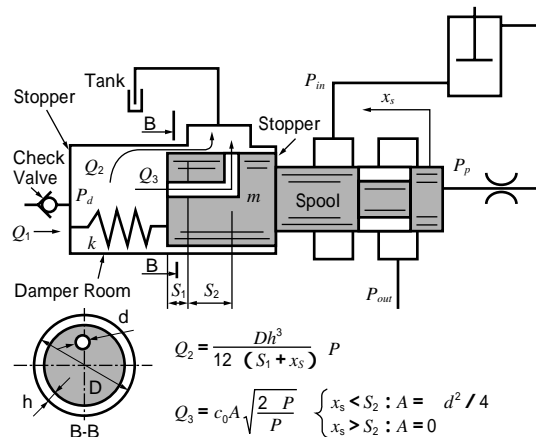 Tank
P_in
x_s
Stopper
B
Stopper
Q_2
Check
Valve
Q_3
P_p
P_d
m
Spool
Q_1
k
B
S_1
S_2
Damper Room
P_out
d
D
h
B-B
Q_2 = Dh^3 / 12 (S_1 + x_S) P
Q_3 = c_0 A √(2 P / P) { x_s < S_2 : A = d^2 / 4
x_s > S_2 : A = 0